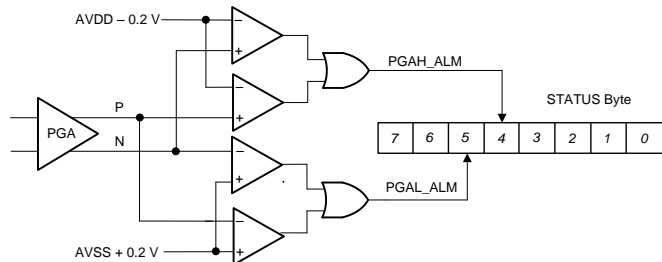 AVDD – 0.2 V
–
+
PGAH_ALM
–
+
STATUS Byte
P
PGA
N
7 6 5 4 3 2 1 0
–
+
PGAL_ALM
–
+
AVSS + 0.2 V